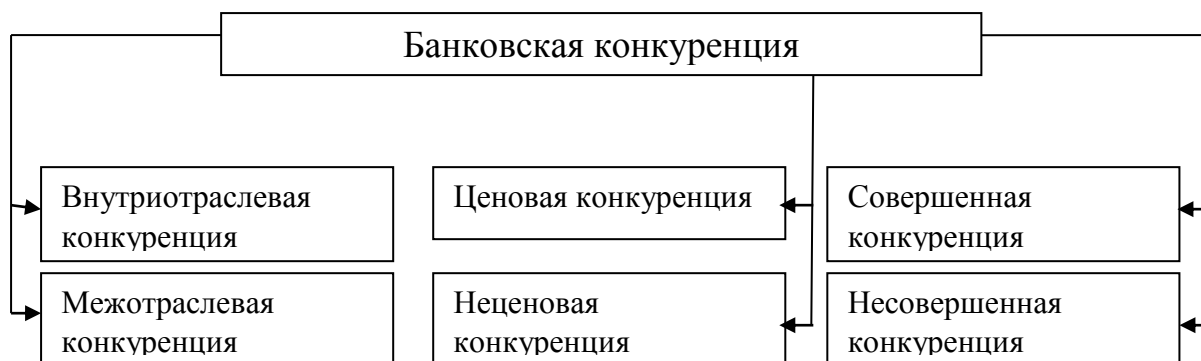 Банковская конкуренция
Внутриотраслевая
конкуренция
Ценовая конкуренция
Совершенная
конкуренция
Межотраслевая
конкуренция
Неценовая
конкуренция
Несовершенная
конкуренция